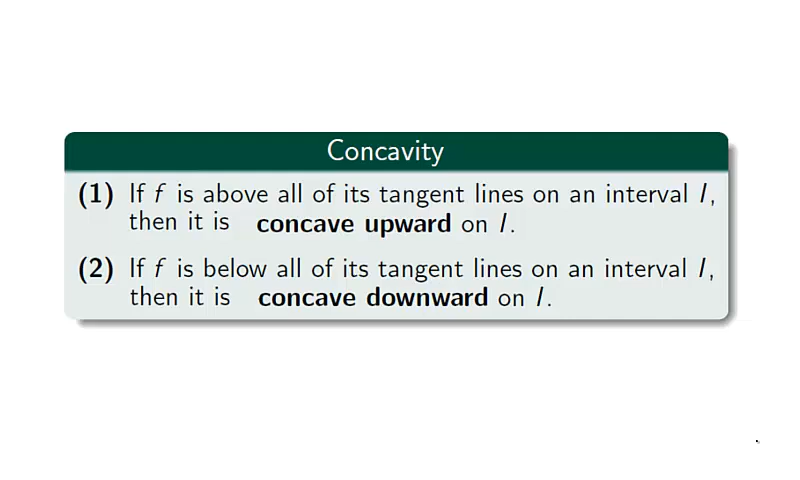 Concavity
(1) If f is above all of its tangent lines on an interval I,
then it is concave upward on I.
(2) If f is below all of its tangent lines on an interval I,
then it is concave downward on I.